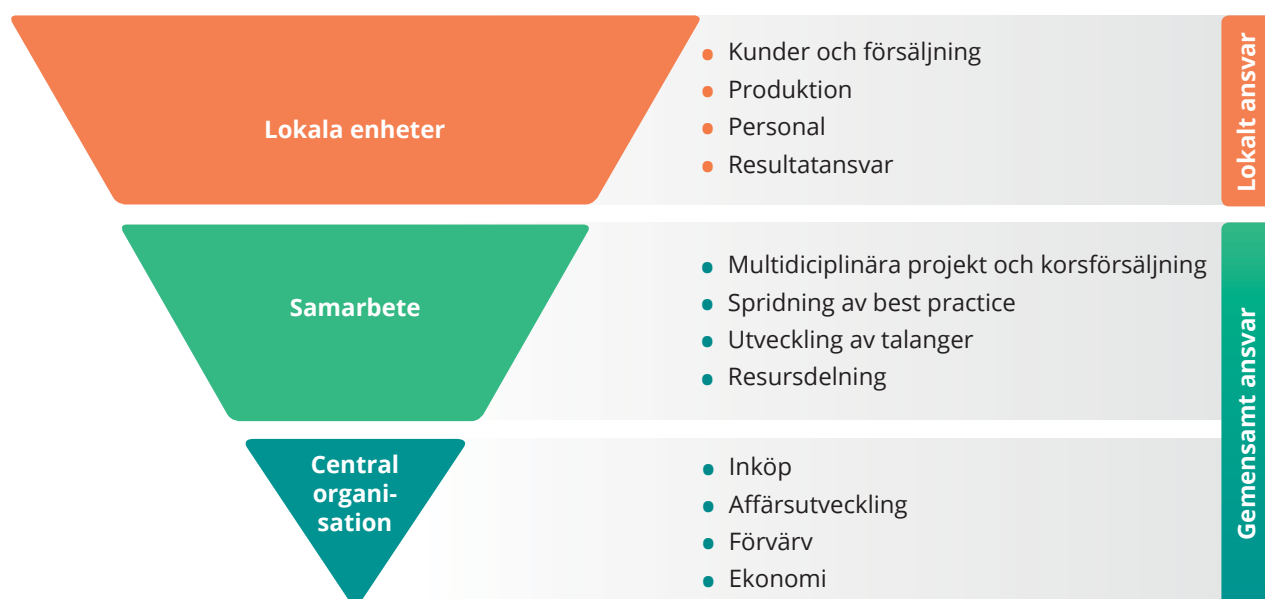 Lokala enheter
Kunder och försäljning
Produktion
Personal
Resultatansvar
Lokalt ansvar
Samarbete
Multidiciplinära projekt och korsförsäljning
Spridning av best practice
Utveckling av talanger
Resursdelning
Gemensamt ansvar
Central
organi-
sation
Inköp
Affärsutveckling
Förvärv
Ekonomi